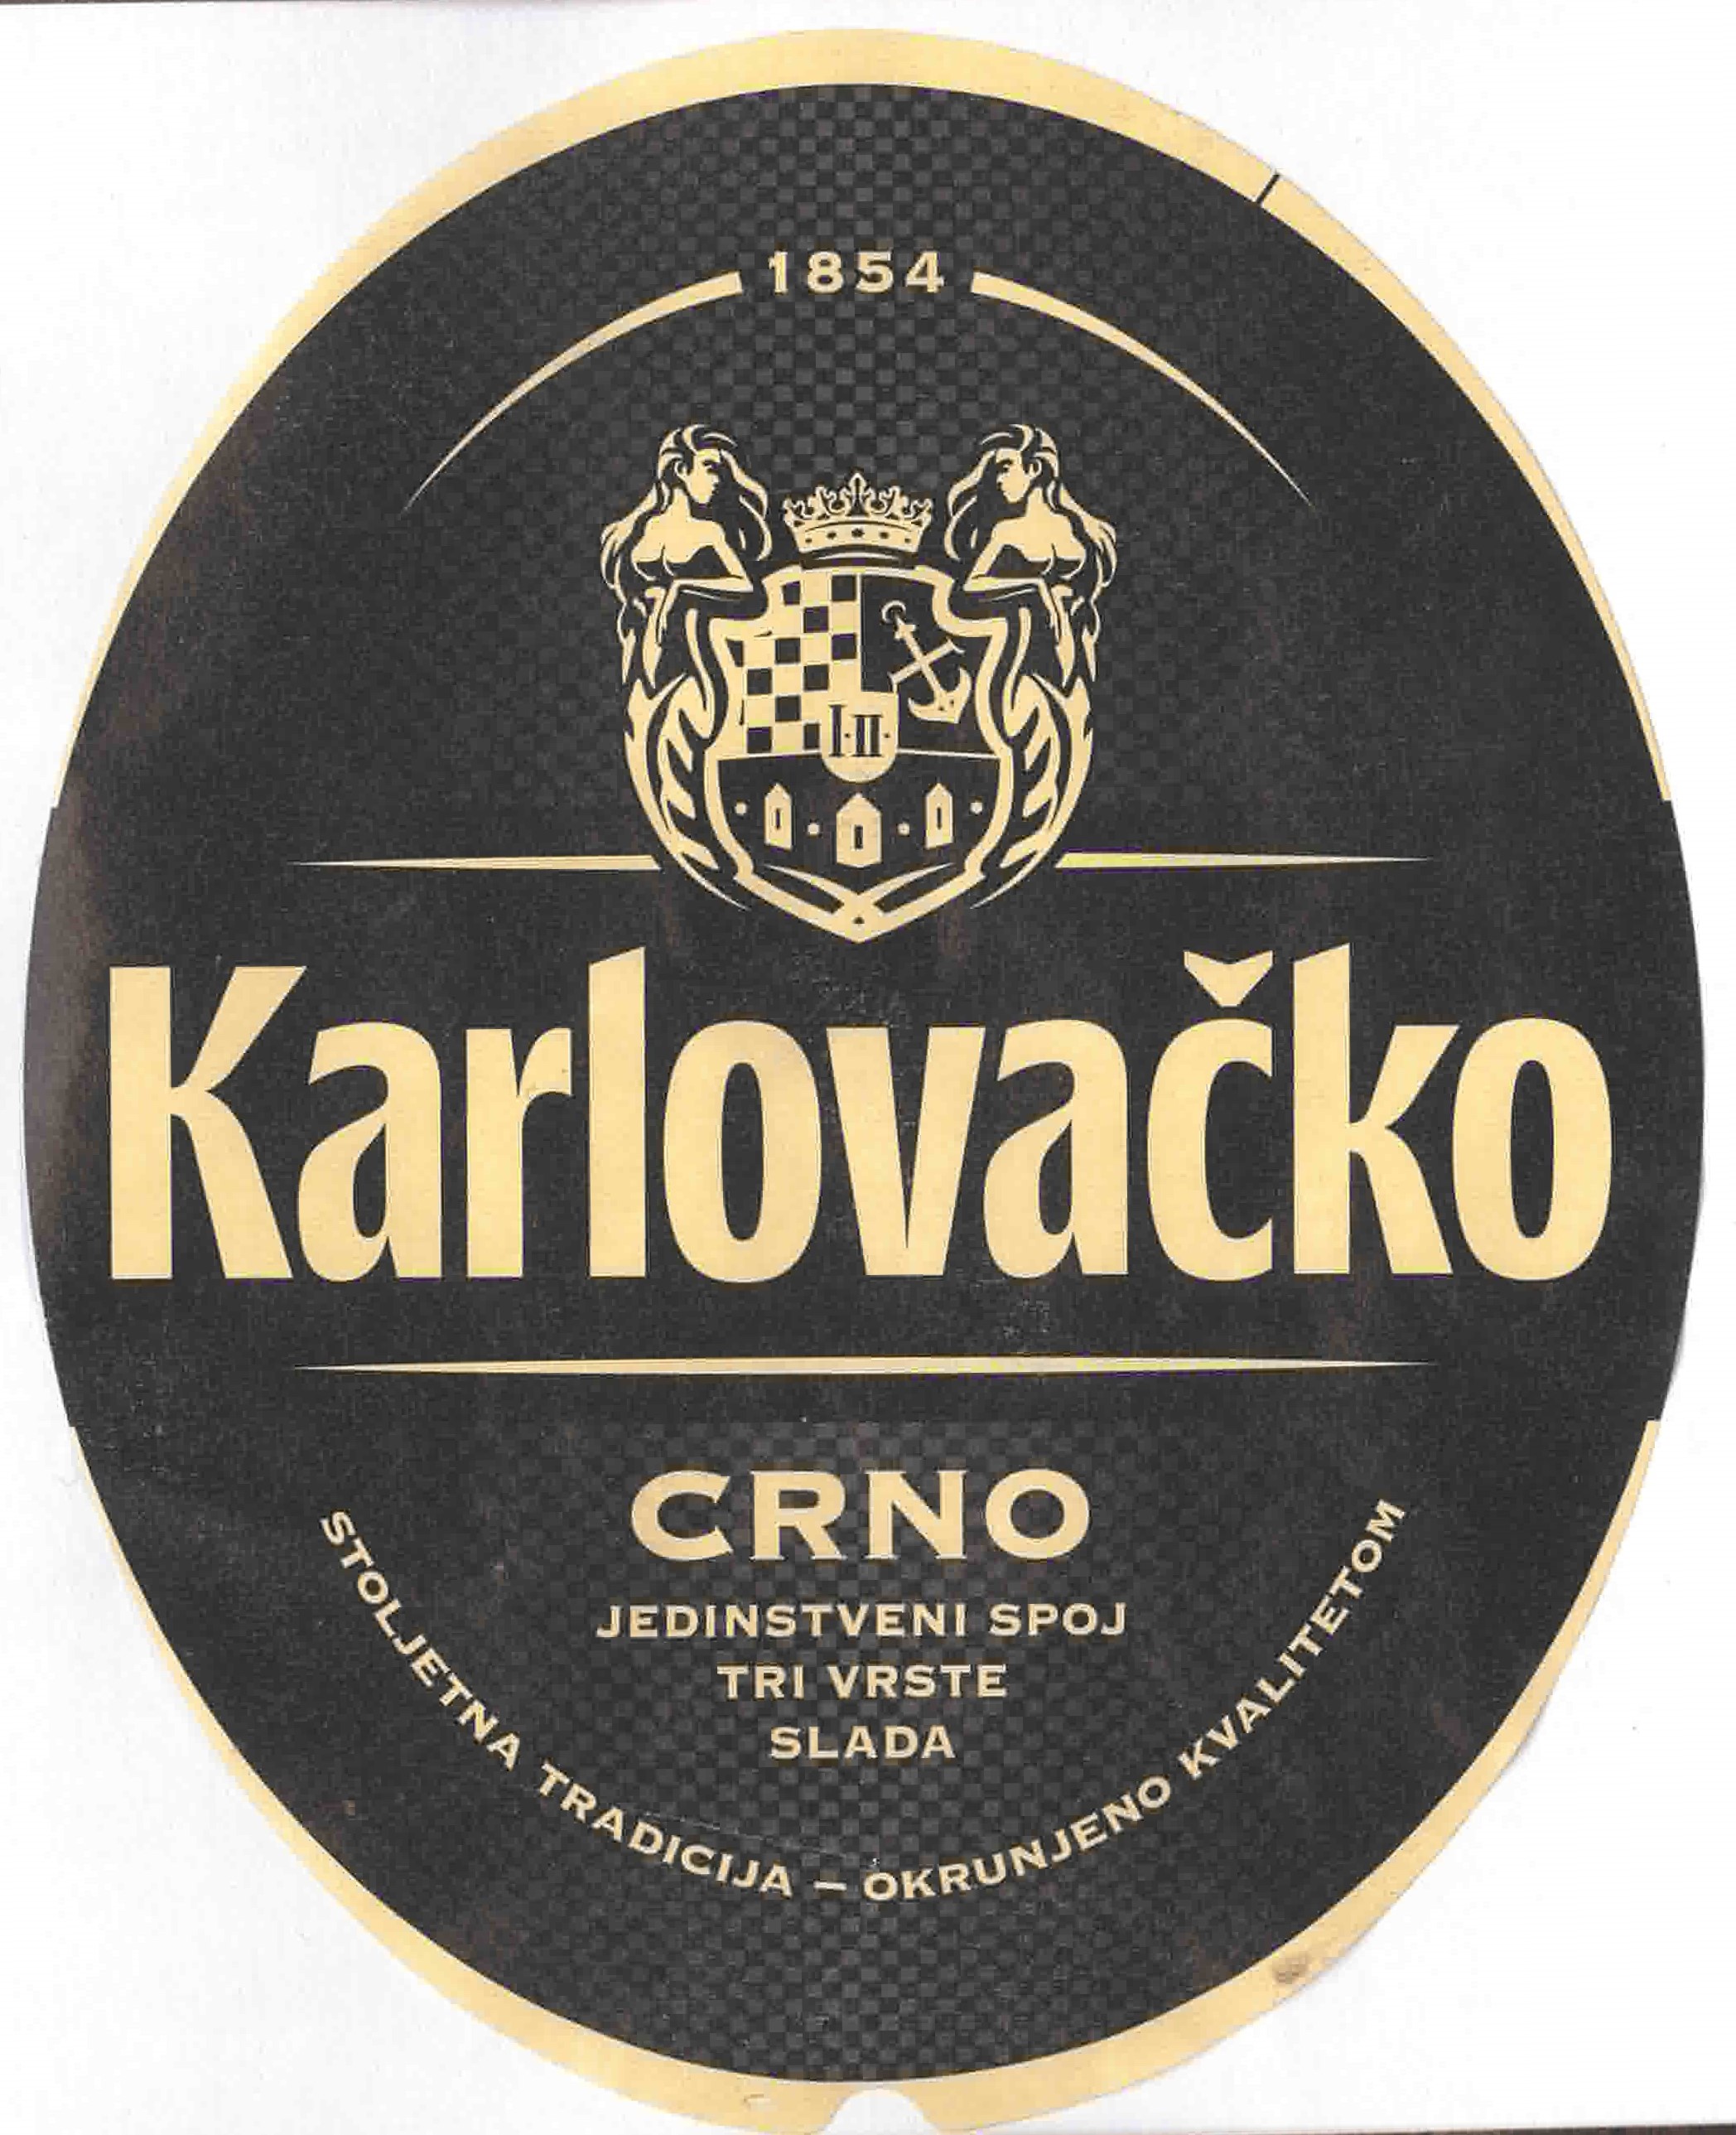 1854
I·II·
Karlovačko
CRNO
JEDINSTVENI SPOJ
TRI VRSTE
SLADA
STOLJETNA TRADICIJA – OKRUNJENO KVALITETOM